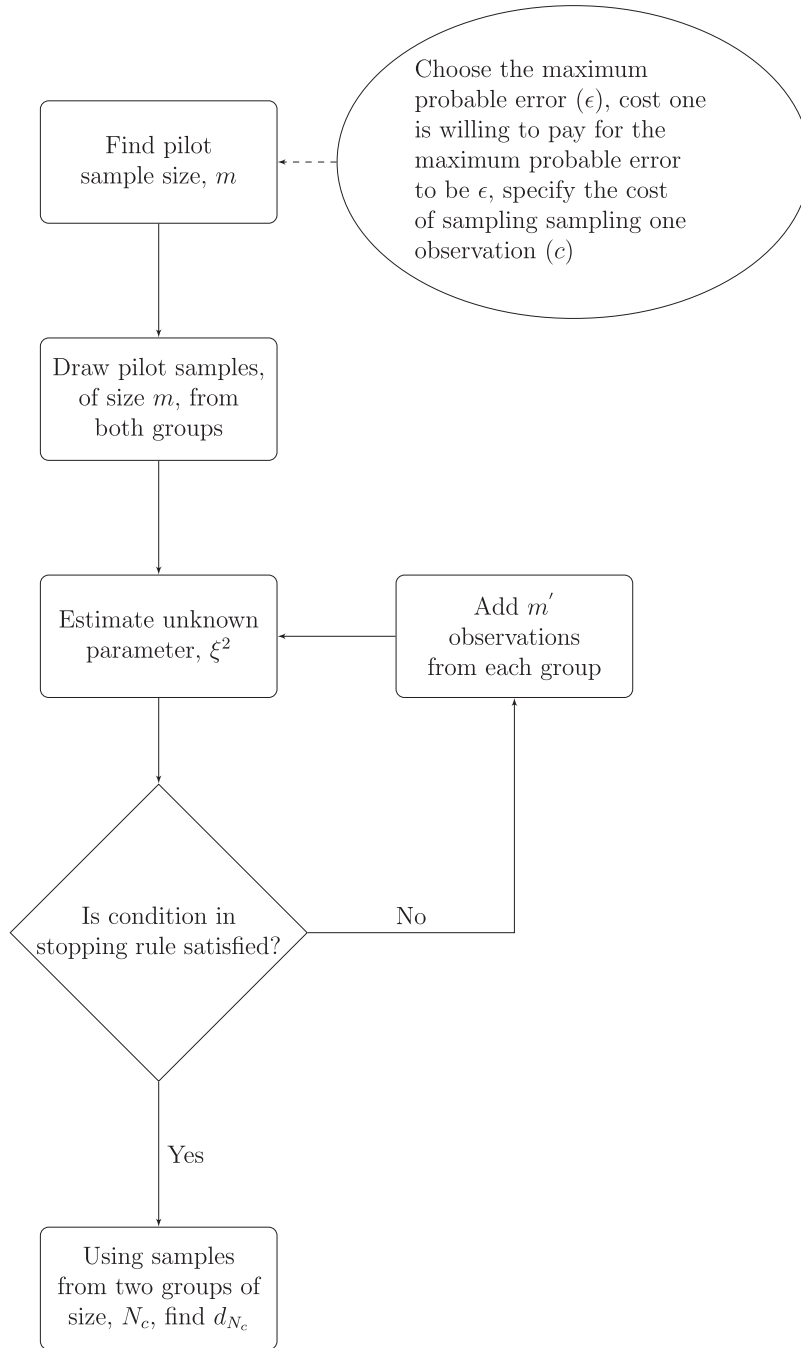 Choose the maximum
probable error (ϵ), cost one
is willing to pay for the
maximum probable error
to be ϵ, specify the cost
of sampling sampling one
observation (c)
Find pilot
sample size, m
Draw pilot samples,
of size m, from
both groups
Estimate unknown
parameter, ξ²
Add m′
observations
from each group
Is condition in
stopping rule satisfied?
No
Yes
Using samples
from two groups of
size, N_c, find d_{N_c}